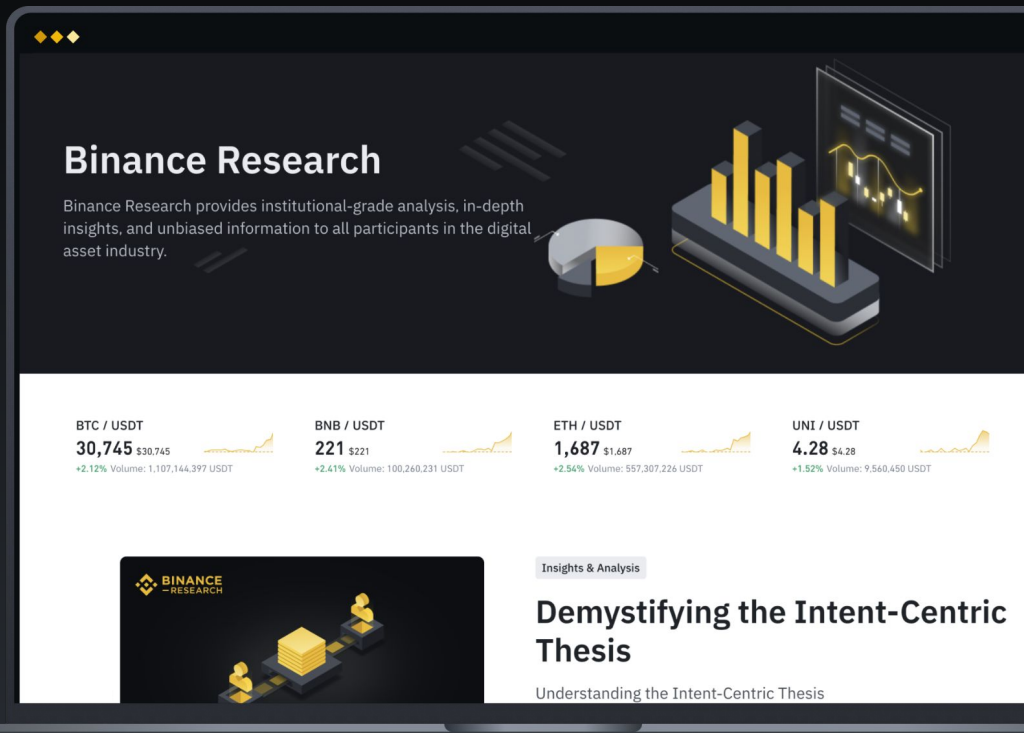 Binance Research
Binance Research provides institutional-grade analysis, in-depth
insights, and unbiased information to all participants in the digital
asset industry.
BTC / USDT
30,745 $30,745
+2.12% Volume: 1,107,144,397 USDT
BNB / USDT
221 $221
+2.41% Volume: 100,260,231 USDT
ETH / USDT
1,687 $1,687
+2.54% Volume: 557,307,226 USDT
UNI / USDT
4.28 $4.28
+1.52% Volume: 9,560,450 USDT
BINANCE
RESEARCH
Insights & Analysis
Demystifying the Intent-Centric
Thesis
Understanding the Intent-Centric Thesis